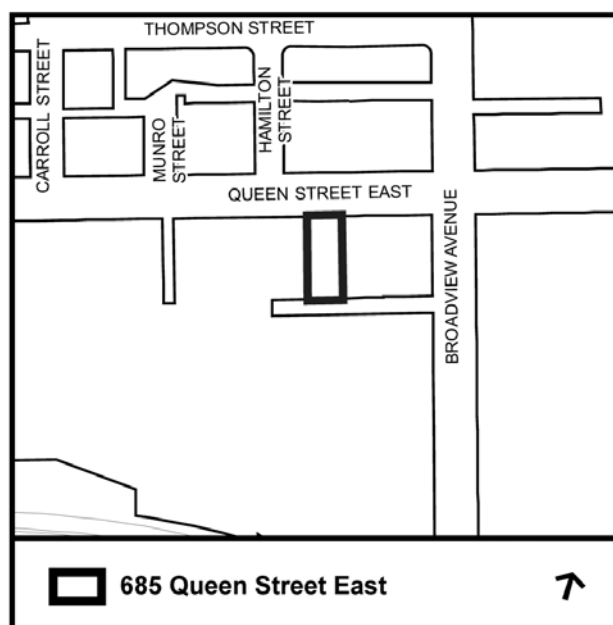 THOMPSON STREET
CARROLL STREET
MUNRO
STREET
HAMILTON
STREET
QUEEN STREET EAST
BROADVIEW AVENUE
685 Queen Street East